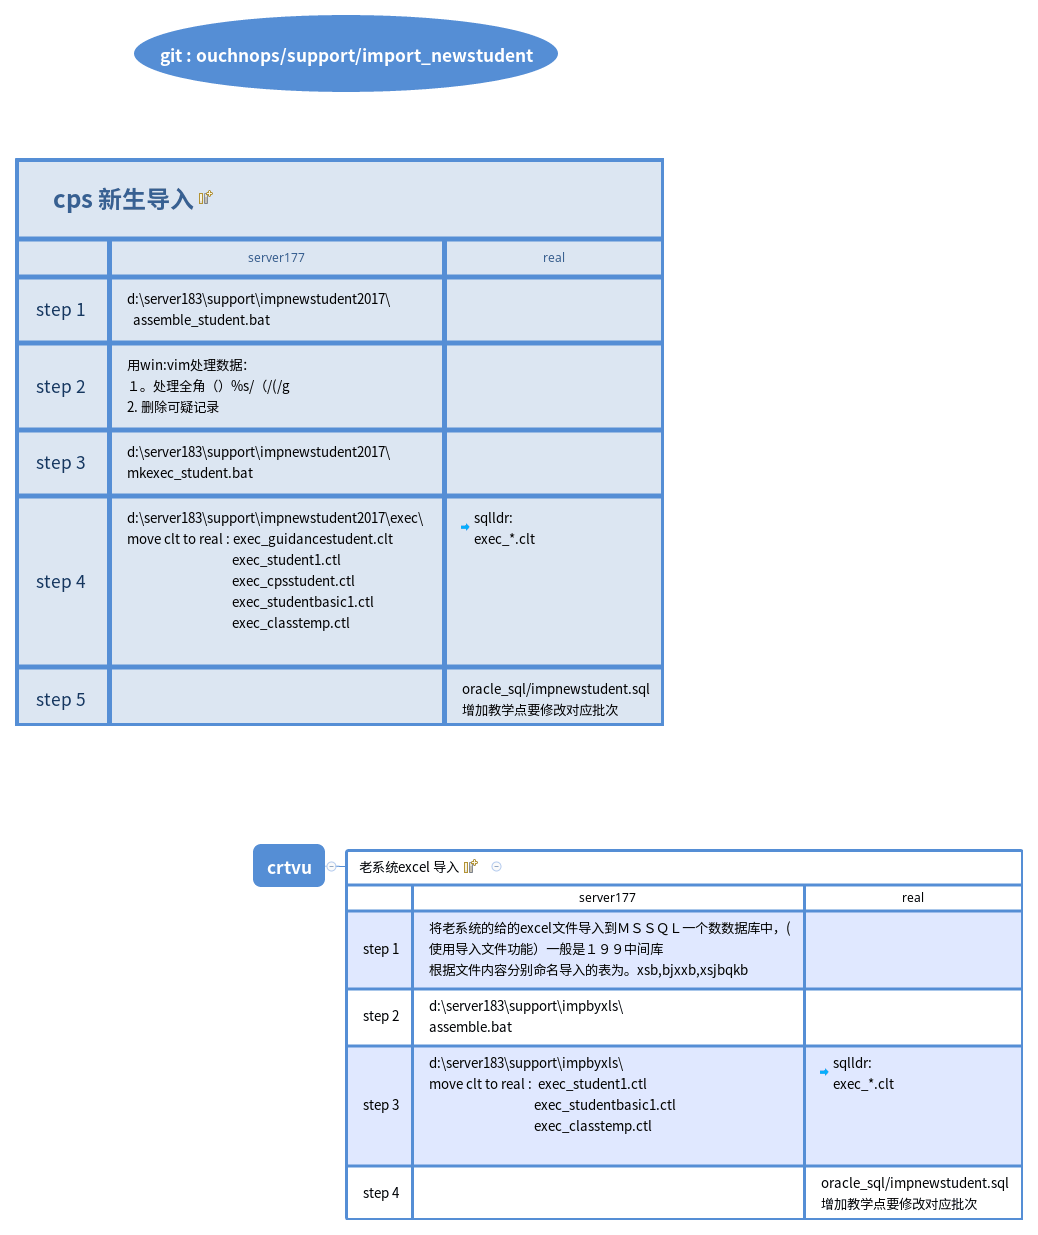 git : ouchnops/support/import_newstudent
cps 新生导入
server177
real
step 1
d:\server183\support\impnewstudent2017\
assemble_student.bat
step 2
用win:vim处理数据：
１。处理全角（）%s/（/(/g
2. 删除可疑记录
step 3
d:\server183\support\impnewstudent2017\
mkexec_student.bat
step 4
d:\server183\support\impnewstudent2017\exec\
move clt to real : exec_guidancestudent.clt
exec_student1.ctl
exec_cpsstudent.ctl
exec_studentbasic1.ctl
exec_classtemp.ctl
sqlldr:
exec_*.clt
step 5
oracle_sql/impnewstudent.sql
增加教学点要修改对应批次
crtvu
老系统excel 导入
server177
real
step 1
将老系统的给的excel文件导入到ＭＳＳＱＬ一个数数据库中，(
使用导入文件功能）一般是１９９中间库
根据文件内容分别命名导入的表为。xsb,bjxxb,xsjbqkb
step 2
d:\server183\support\impbyxls\
assemble.bat
step 3
d:\server183\support\impbyxls\
move clt to real : exec_student1.ctl
exec_studentbasic1.ctl
exec_classtemp.ctl
sqlldr:
exec_*.clt
step 4
oracle_sql/impnewstudent.sql
增加教学点要修改对应批次